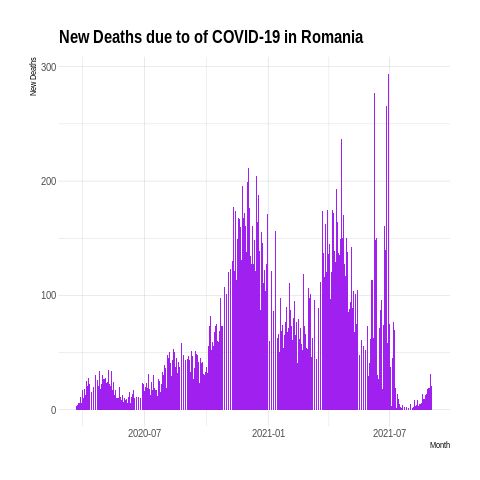 New Deaths due to of COVID-19 in Romania
New Deaths
300
200
100
0
2020-07
2021-01
2021-07
Month